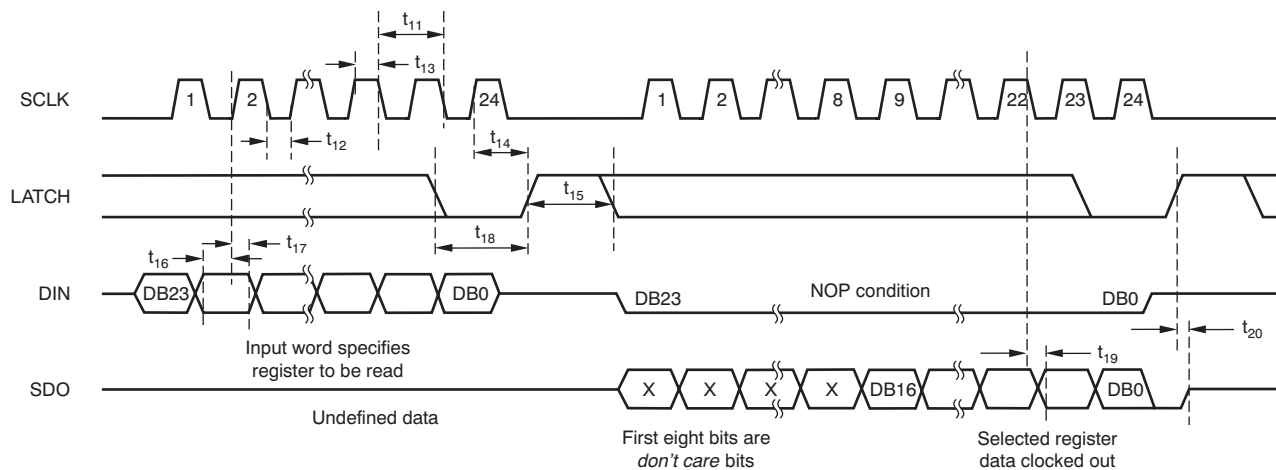 t11
t13
SCLK
1
2
24
1
2
8
9
22
23
24
t12
t14
LATCH
t15
t18
t16
t17
DIN
DB23
DB0
DB23
NOP condition
DB0
t20
Input word specifies
register to be read
t19
SDO
X
X
X
X
DB16
DB0
Undefined data
First eight bits are
don't care bits
Selected register
data clocked out